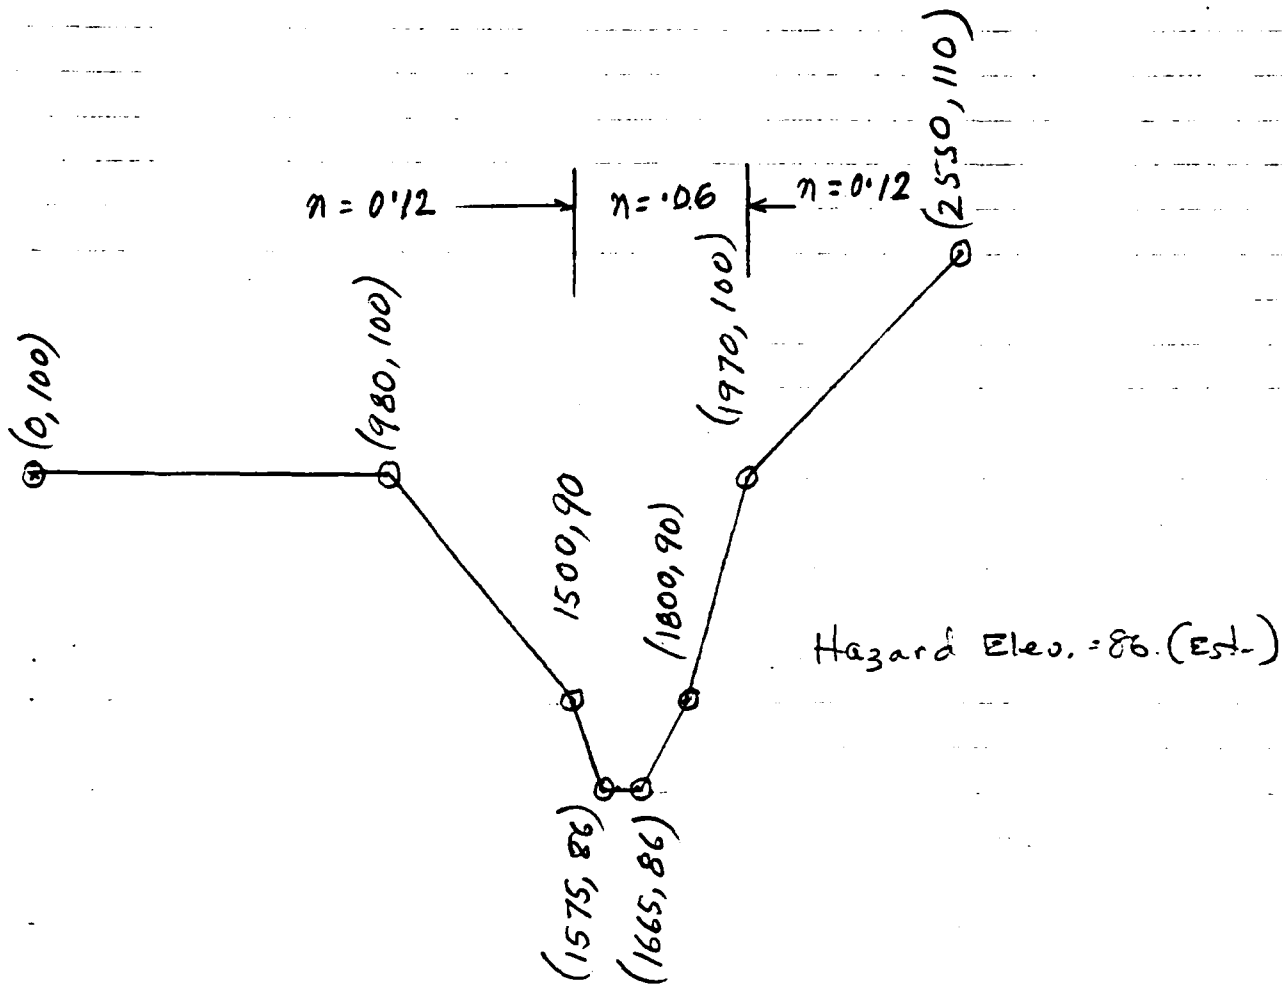 (2550, 110)
n = 0.12
n = .06
n = 0.12
(0, 100)
(980, 100)
(1970, 100)
1500, 90
(1800, 90)
Hazard Elev. = 86. (Est.)
(1575, 86)
(1665, 86)